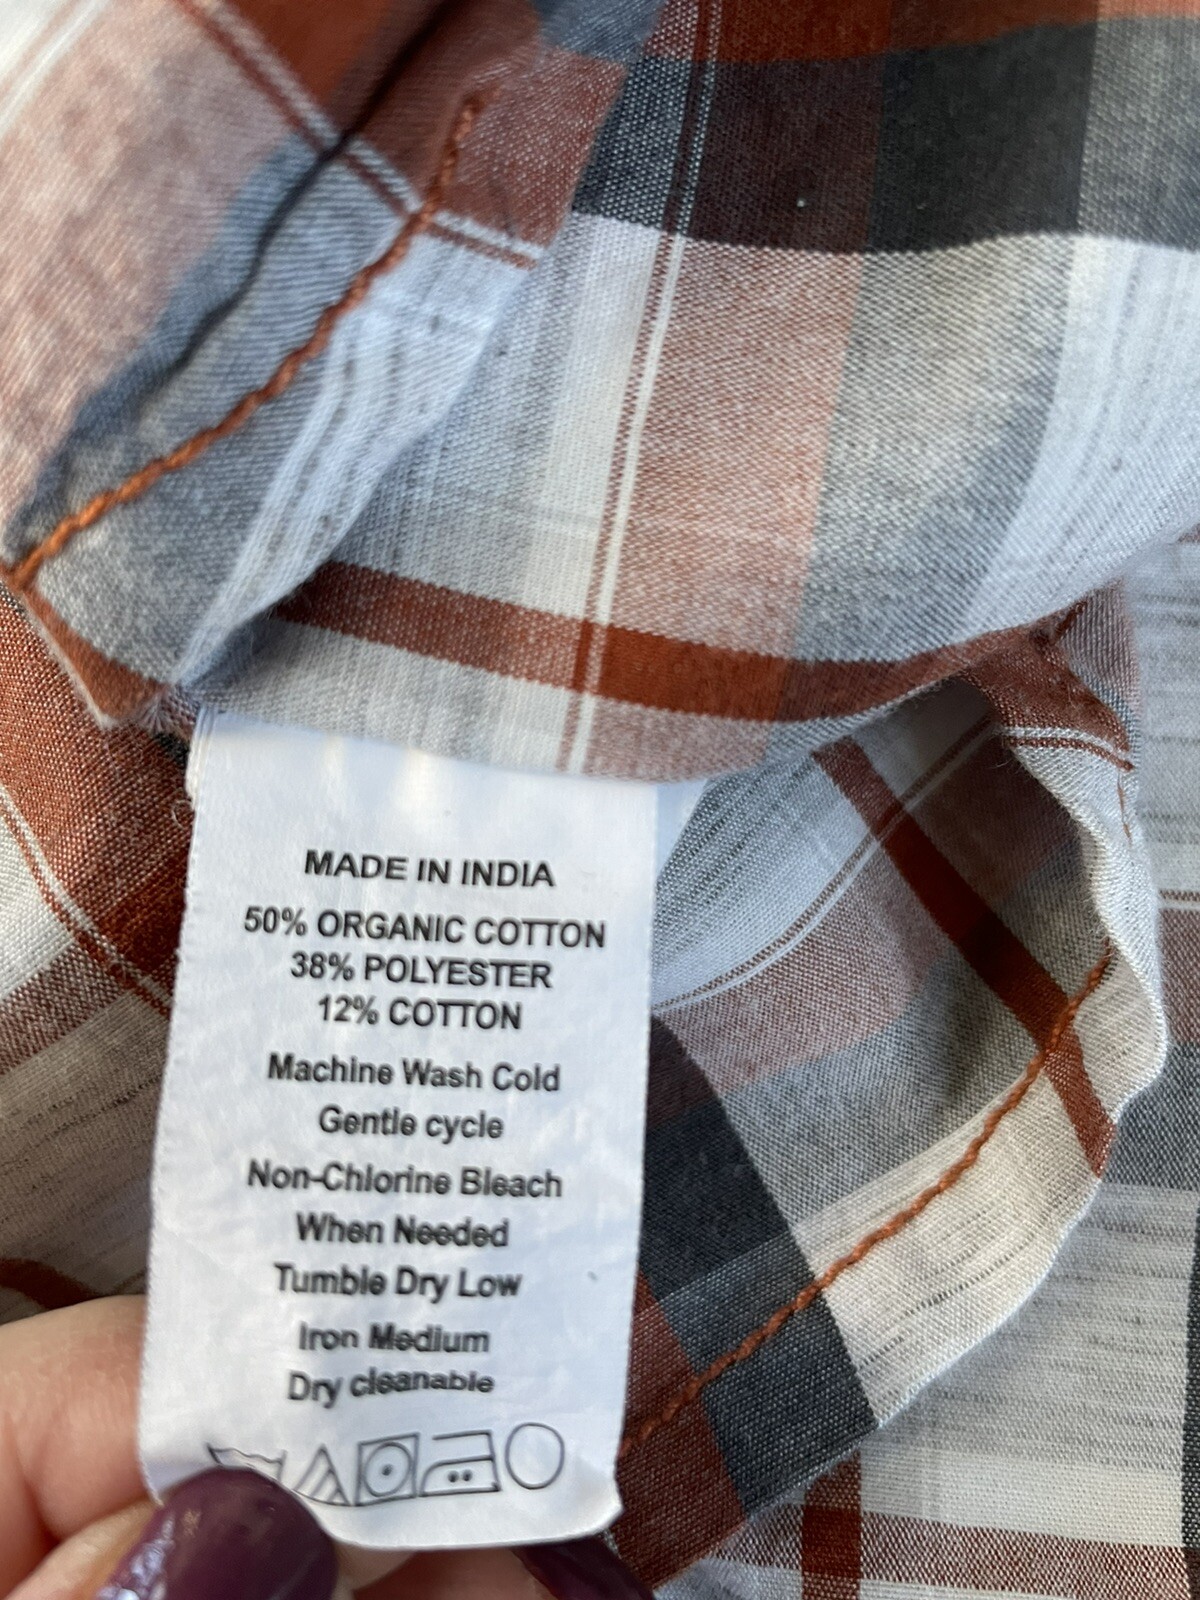 MADE IN INDIA
50% ORGANIC COTTON
38% POLYESTER
12% COTTON
Machine Wash Cold
Gentle cycle
Non-Chlorine Bleach
When Needed
Tumble Dry Low
Iron Medium
Dry cleanable